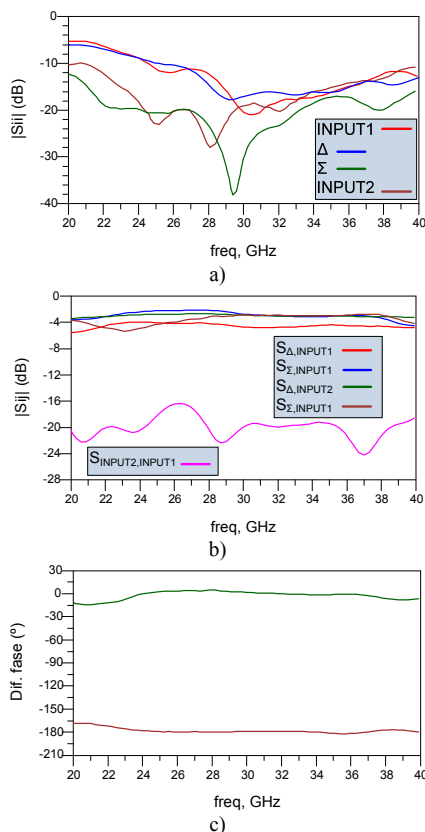 0
-10
-20
-30
-40
|Sii| (dB)
INPUT1
Δ
Σ
INPUT2
20 22 24 26 28 30 32 34 36 38 40
freq, GHz
a)
0
-4
-8
-12
-16
-20
-24
-28
|Sij| (dB)
SΔ,INPUT1
SΣ,INPUT1
SΔ,INPUT2
SΣ,INPUT1
SINPUT2,INPUT1
20 22 24 26 28 30 32 34 36 38 40
freq, GHz
b)
30
0
-30
-60
-90
-120
-150
-180
-210
Dif. fase (°)
20 22 24 26 28 30 32 34 36 38 40
freq, GHz
c)